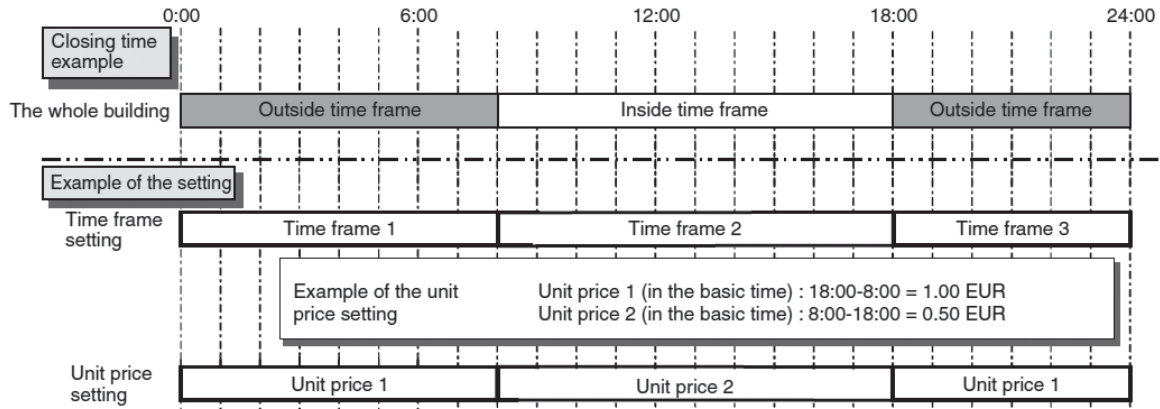 0:00 6:00 12:00 18:00 24:00
Closing time
example
The whole building Outside time frame Inside time frame Outside time frame
Example of the setting
Time frame
setting
Time frame 1 Time frame 2 Time frame 3
Example of the unit
price setting
Unit price 1 (in the basic time) : 18:00-8:00 = 1.00 EUR
Unit price 2 (in the basic time) : 8:00-18:00 = 0.50 EUR
Unit price
setting
Unit price 1 Unit price 2 Unit price 1